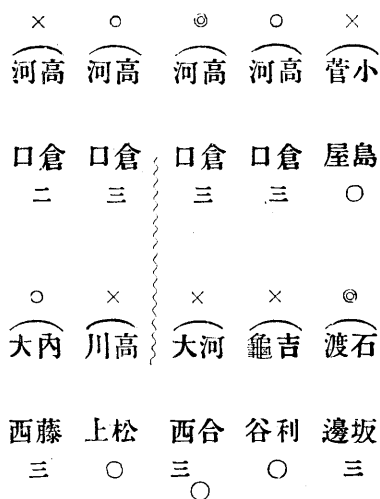 ×
小島
菅屋
〇
◎
石坂
渡邊
三
○
高倉
河口
三
×
吉利
龜谷
〇
◎
高倉
河口
三
×
河合
大西
三
〇
○
高倉
河口
三
×
高松
川上
〇
×
高倉
河口
二
○
內藤
大西
三